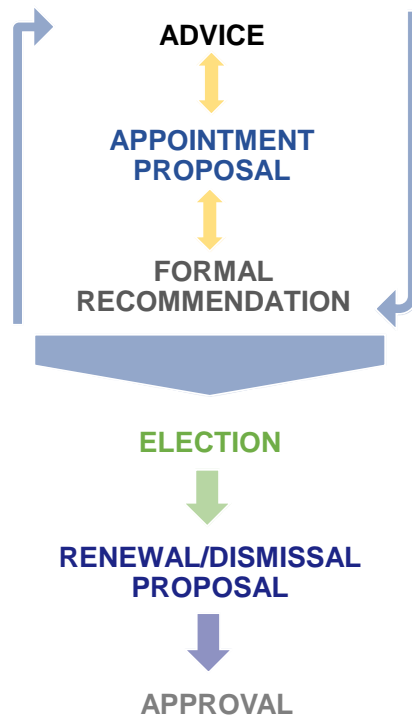 ADVICE
APPOINTMENT
PROPOSAL
FORMAL
RECOMMENDATION
ELECTION
RENEWAL/DISMISSAL
PROPOSAL
APPROVAL